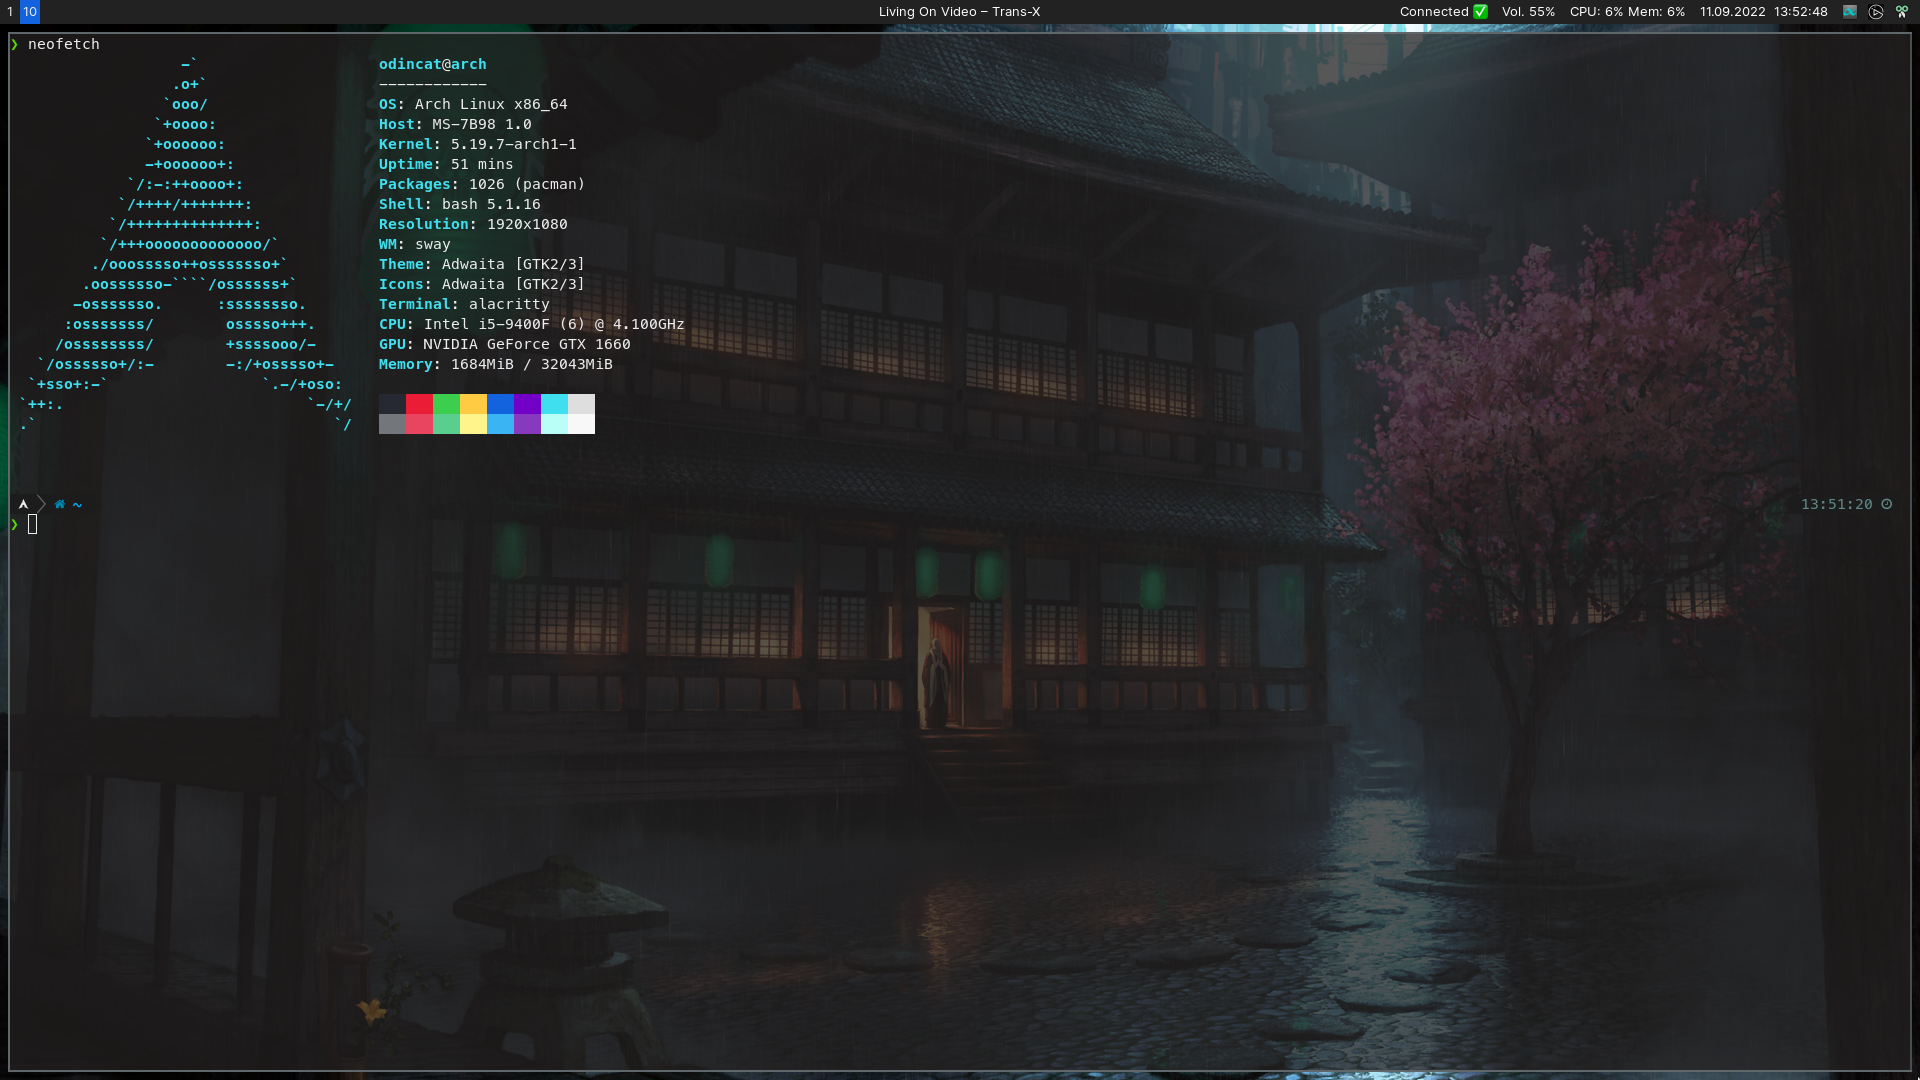 1 10 Living On Video – Trans-X Connected ✅ Vol. 55% CPU: 6% Mem: 6% 11.09.2022 13:52:48
❯ neofetch
                  -`                    odincat@arch
                 .o+`                   ------------
                `ooo/                   OS: Arch Linux x86_64
               `+oooo:                  Host: MS-7B98 1.0
              `+oooooo:                 Kernel: 5.19.7-arch1-1
              -+oooooo+:                Uptime: 51 mins
            `/:-:++oooo+:               Packages: 1026 (pacman)
           `/++++/+++++++:              Shell: bash 5.1.16
          `/++++++++++++++:             Resolution: 1920x1080
         `/+++ooooooooooooo/`           WM: sway
        ./ooosssso++osssssso+`          Theme: Adwaita [GTK2/3]
       .oossssso-````/ossssss+`         Icons: Adwaita [GTK2/3]
      -osssssso.      :ssssssso.        Terminal: alacritty
     :osssssss/        osssso+++.       CPU: Intel i5-9400F (6) @ 4.100GHz
    /ossssssss/        +ssssooo/-       GPU: NVIDIA GeForce GTX 1660
  `/ossssso+/:-        -:/+osssso+-     Memory: 1684MiB / 32043MiB
 `+sso+:-`                 `.-/+oso:
`++:.                           `-/+/
.`                                 `/
~ 13:51:20
❯